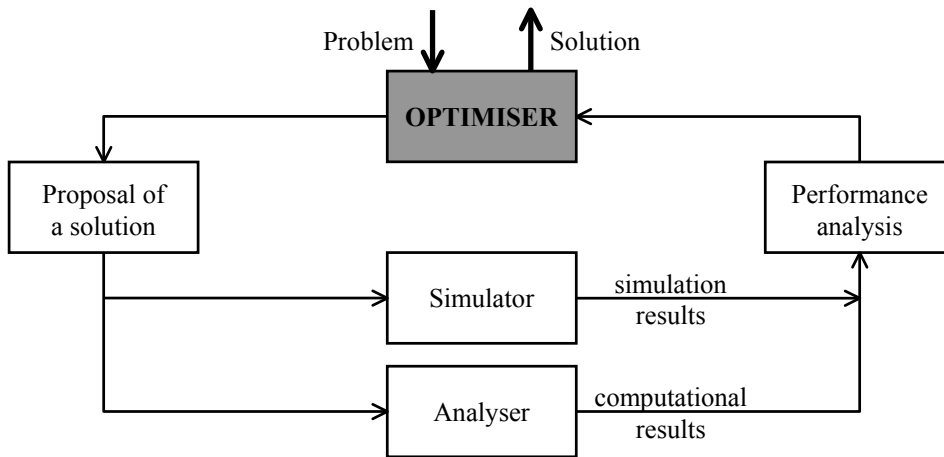 Problem
Solution
OPTIMISER
Proposal of
a solution
Performance
analysis
Simulator
simulation
results
Analyser
computational
results